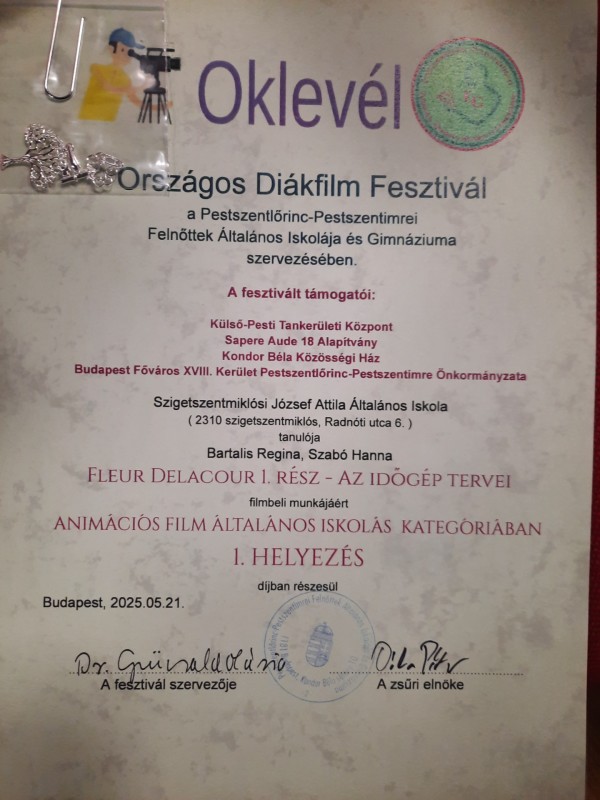 Oklevél
Országos Diákfilm Fesztivál
a Pestszentlőrinc-Pestszentimrei
Felnőttek Általános Iskolája és Gimnáziuma
szervezésében.
A fesztivált támogatói:
Külső-Pesti Tankerületi Központ
Sapere Aude 18 Alapítvány
Kondor Béla Közösségi Ház
Budapest Főváros XVIII. Kerület Pestszentlőrinc-Pestszentimre Önkormányzata
Szigetszentmiklósi József Attila Általános Iskola
( 2310 szigetszentmiklós, Radnóti utca 6. )
tanulója
Bartalis Regina, Szabó Hanna
Fleur Delacour 1. rész - Az időgép tervei
filmbeli munkájáért
ANIMÁCIÓS FILM ÁLTALÁNOS ISKOLÁS KATEGÓRIÁBAN
1. HELYEZÉS
díjban részesül
Budapest, 2025.05.21.
Dr.
A fesztivál szervezője
A zsűri elnöke